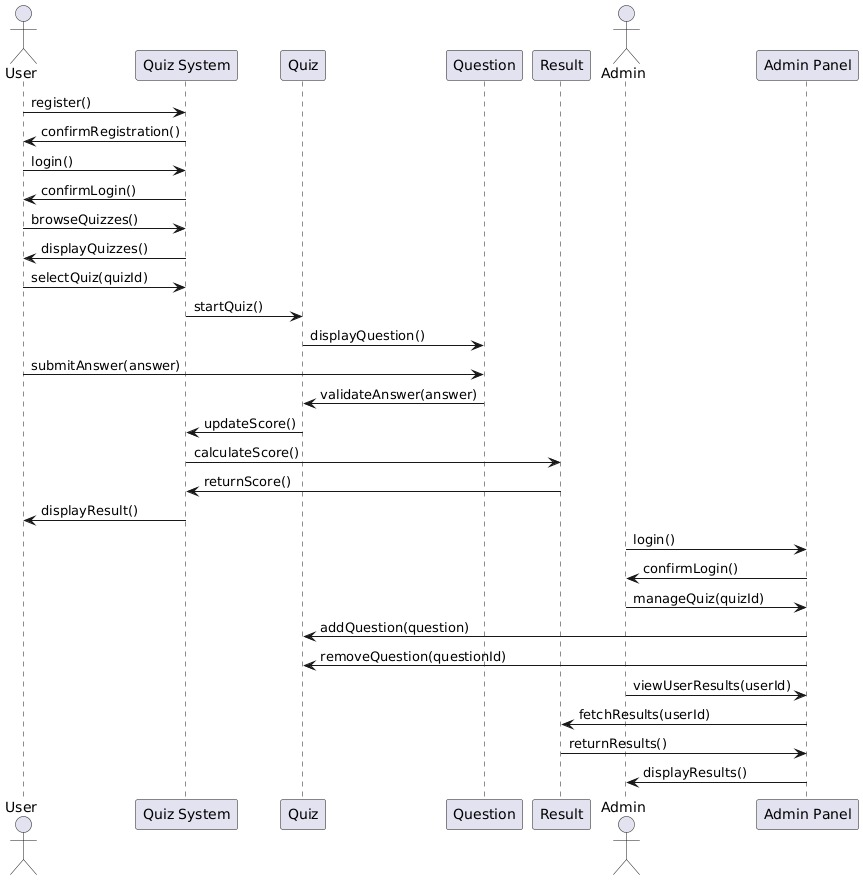 User
Quiz System
Quiz
Question
Result
Admin
Admin Panel
register()
confirmRegistration()
login()
confirmLogin()
browseQuizzes()
displayQuizzes()
selectQuiz(quizId)
startQuiz()
displayQuestion()
submitAnswer(answer)
validateAnswer(answer)
updateScore()
calculateScore()
returnScore()
displayResult()
login()
confirmLogin()
manageQuiz(quizId)
addQuestion(question)
removeQuestion(questionId)
viewUserResults(userId)
fetchResults(userId)
returnResults()
displayResults()
User
Quiz System
Quiz
Question
Result
Admin
Admin Panel